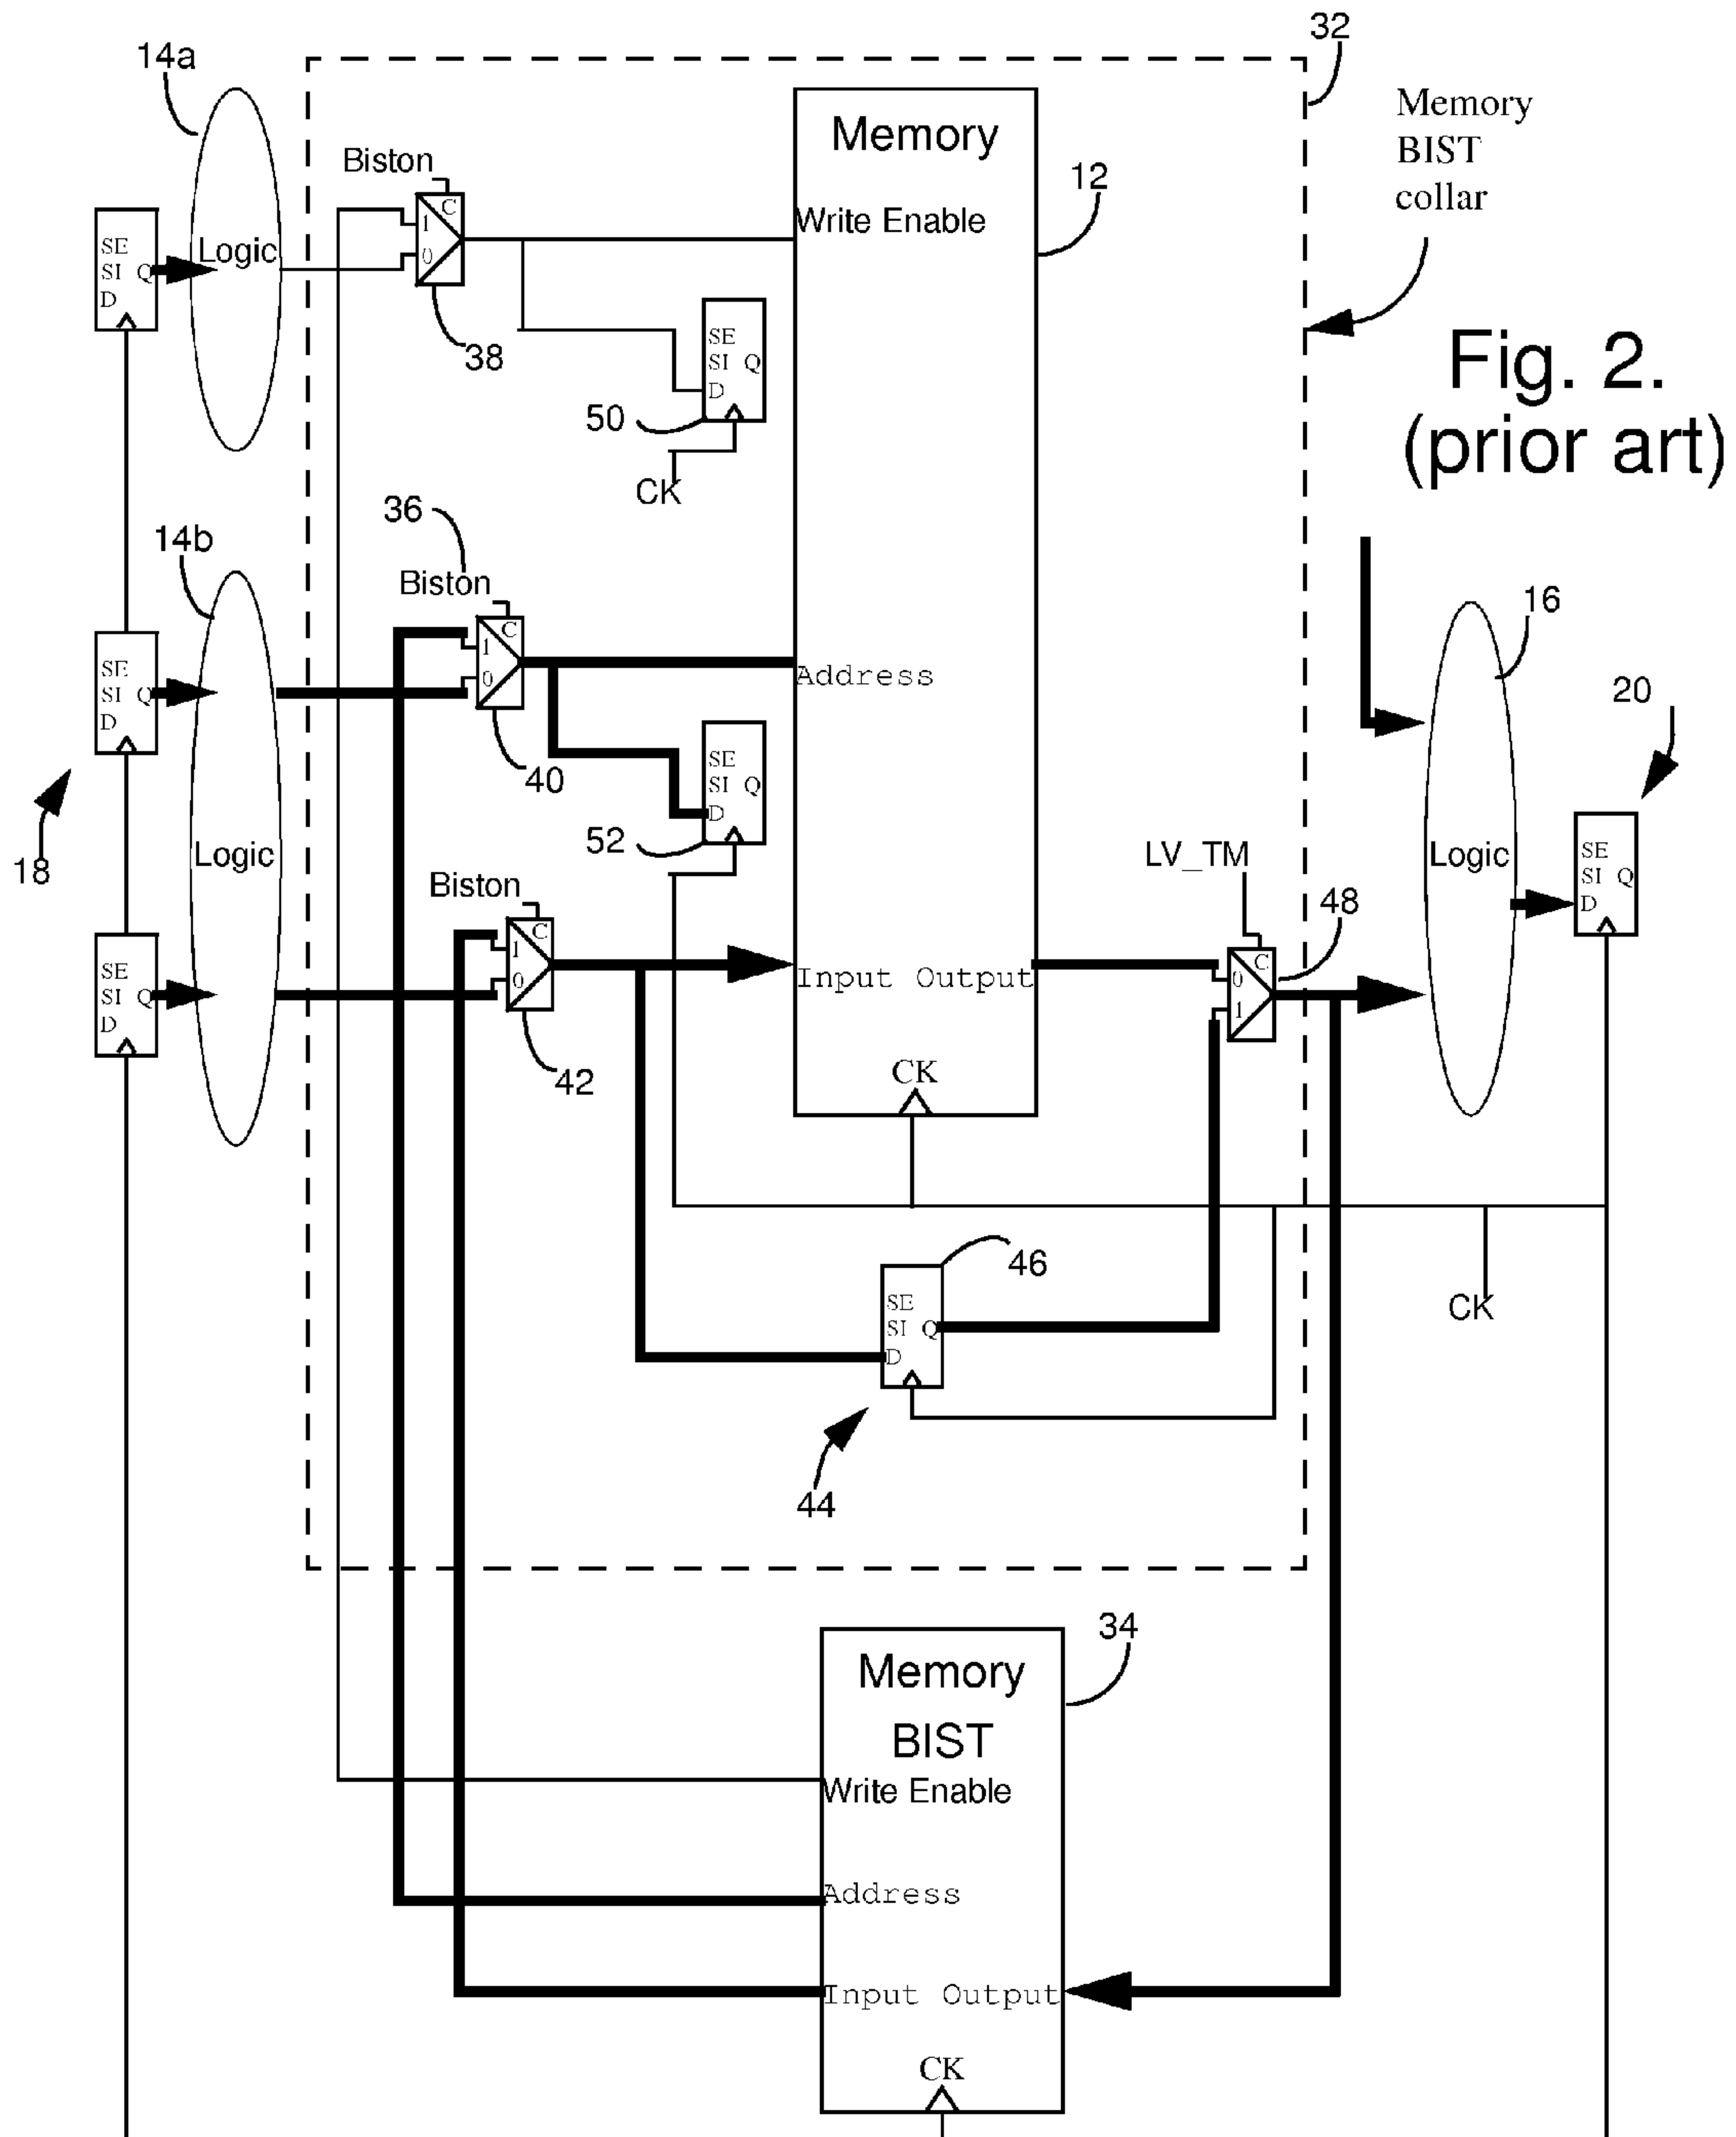 32
14a
Memory
BIST
collar
Memory
Biston
12
C
1
0
Write Enable
SE
SI Q
D
Logic
38
SE
SI Q
D
50
CK
Fig. 2.
(prior art)
36
14b
Biston
C
1
0
Address
16
20
SE
SI Q
D
40
SE
SI Q
D
52
18
Logic
LV_TM
Logic
SE
SI Q
D
Biston
C
1
0
48
Input Output
C
0
1
SE
SI Q
D
42
CK
46
SE
SI Q
D
CK
44
34
Memory
BIST
Write Enable
Address
Input Output
CK